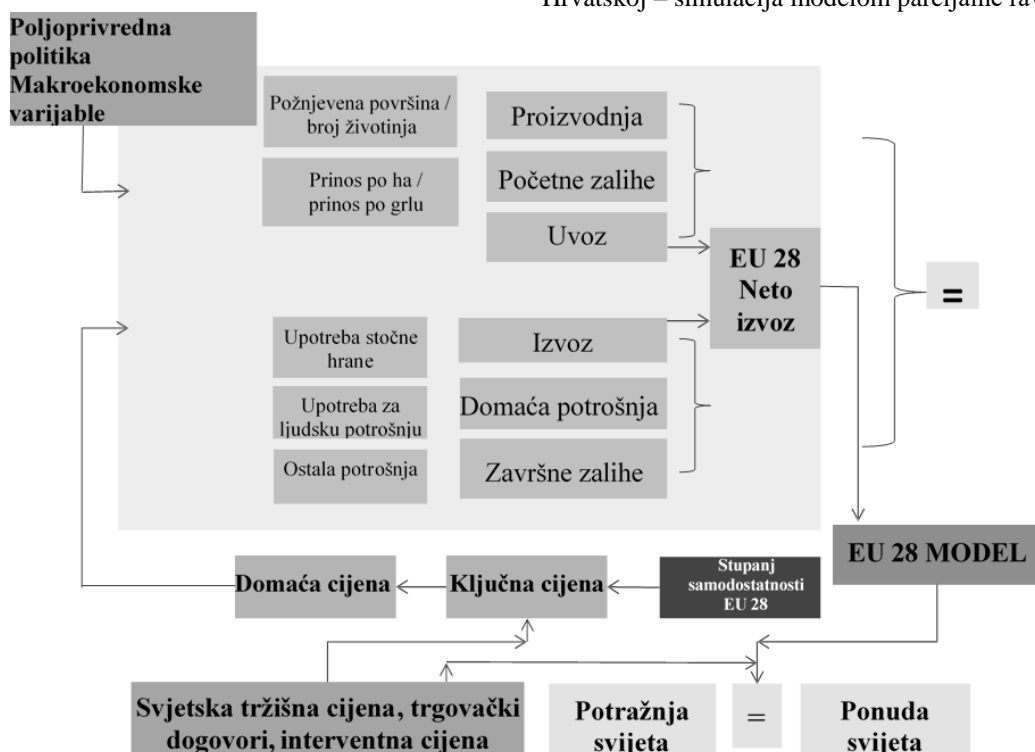 Hrvatskoj – simulacija modelom parcijalne
Poljoprivredna
politika
Makroekonomske
varijable
Požnjevena površina /
broj životinja
Proizvodnja
Prinos po ha /
prinos po grlu
Početne zalihe
Uvoz
EU 28
Neto
izvoz
=
Upotreba stočne
hrane
Izvoz
Upotreba za
ljudsku potrošnju
Domaća potrošnja
Ostala potrošnja
Završne zalihe
EU 28 MODEL
Domaća cijena
Ključna cijena
Stupanj
samodostatnosti
EU 28
Svjetska tržišna cijena, trgovački
dogovori, interventna cijena
Potražnja
svijeta
=
Ponuda
svijeta